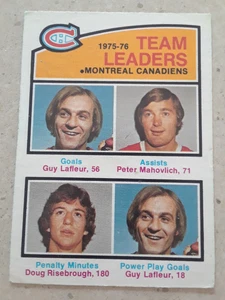 1975-76
TEAM
LEADERS
MONTREAL CANADIENS
Goals
Guy Lafleur, 56
Assists
Peter Mahovlich, 71
Penalty Minutes
Doug Risebrough, 180
Power Play Goals
Guy Lafleur, 18